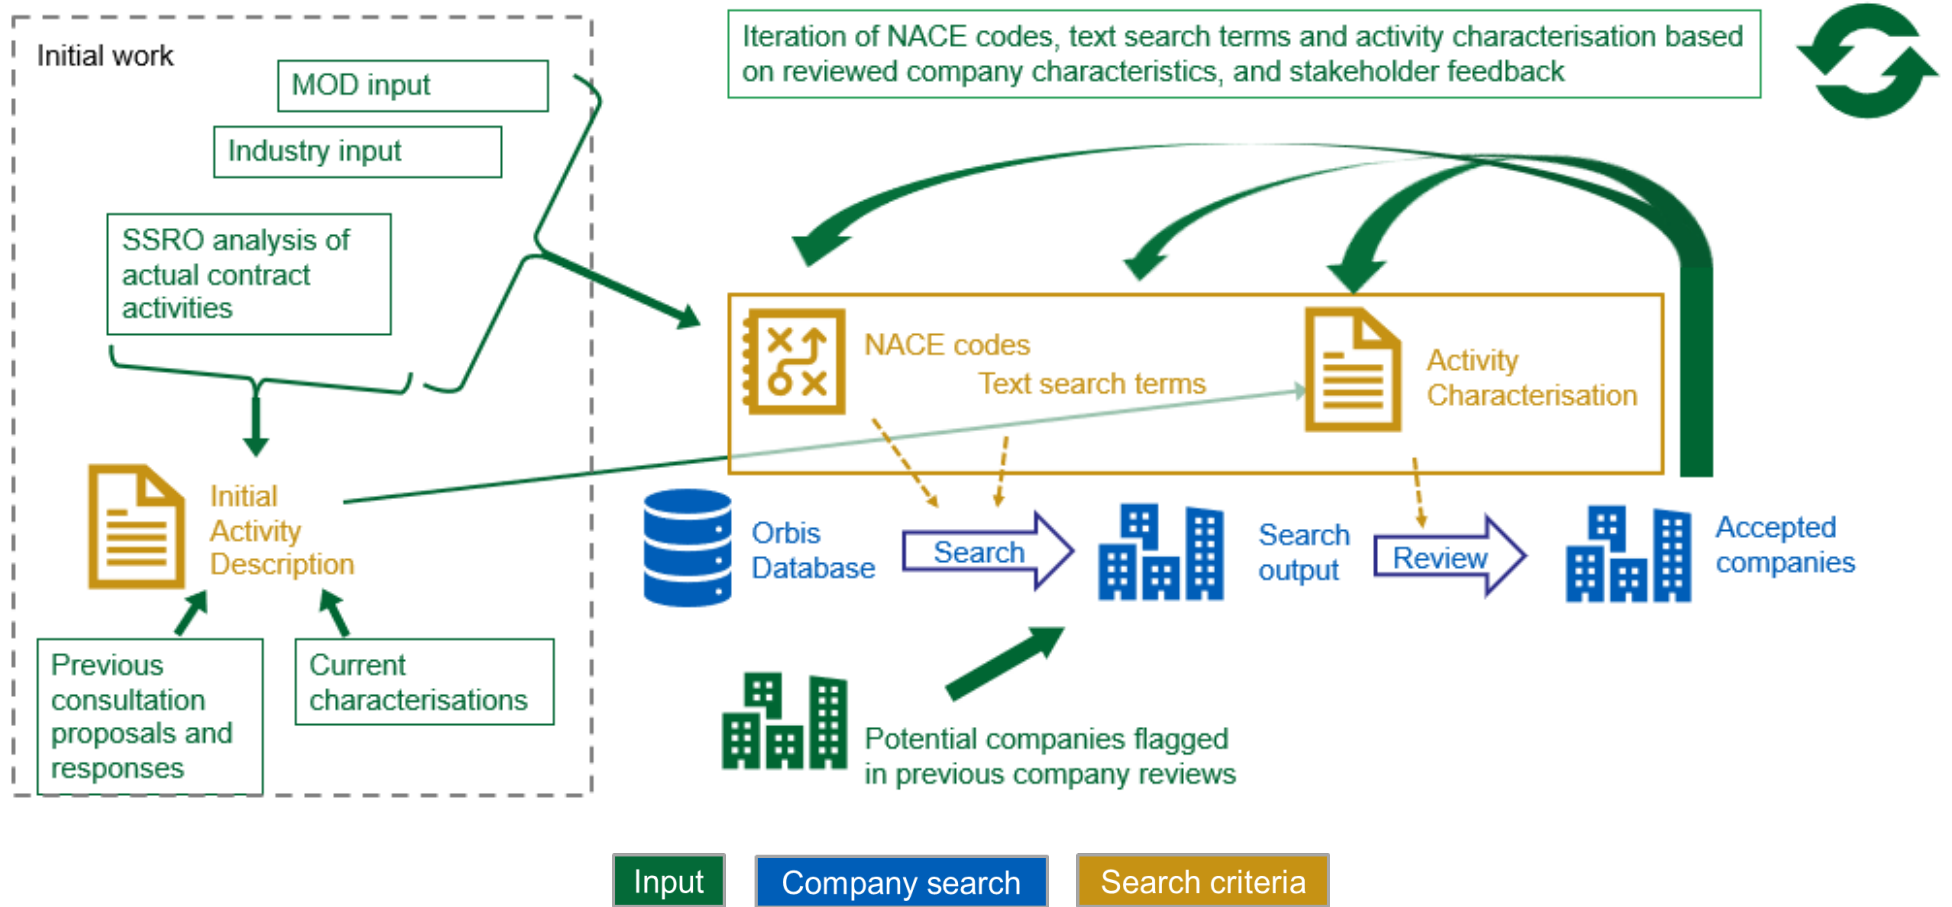 Initial work
MOD input
Industry input
SSRO analysis of
actual contract
activities
Initial
Activity
Description
Previous
consultation
proposals and
responses
Current
characterisations
Iteration of NACE codes, text search terms and activity characterisation based
on reviewed company characteristics, and stakeholder feedback
NACE codes
Text search terms
Activity
Characterisation
Orbis
Database
Search
Search
output
Review
Accepted
companies
Potential companies flagged
in previous company reviews
Input
Company search
Search criteria